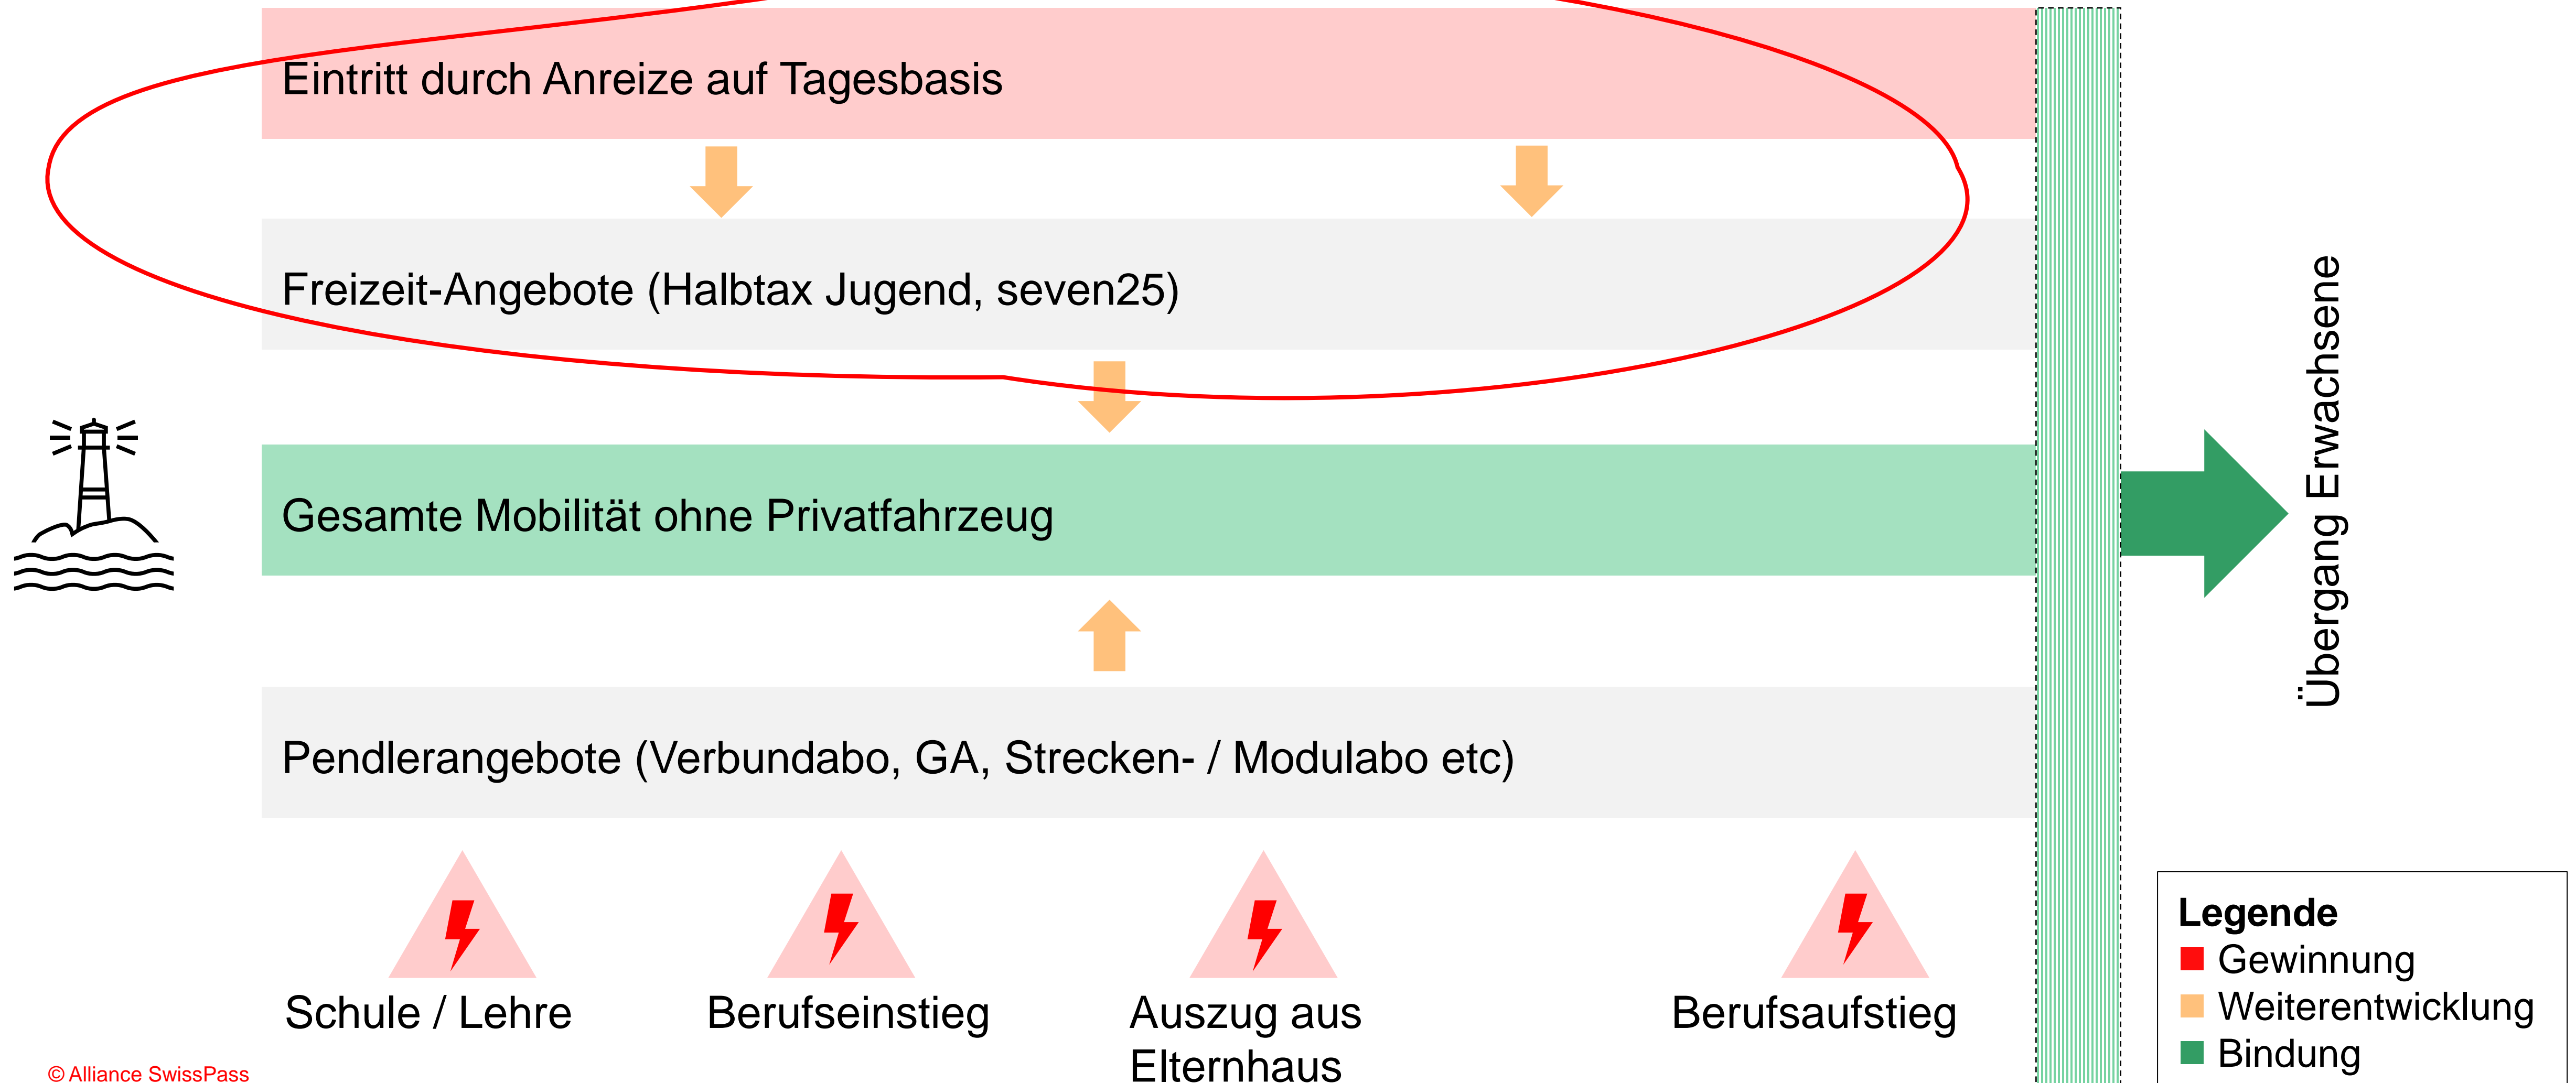 Eintritt durch Anreize auf Tagesbasis
Freizeit-Angebote (Halbtax Jugend, seven25)
Gesamte Mobilität ohne Privatfahrzeug
Übergang Erwachsene
Pendlerangebote (Verbundabo, GA, Strecken- / Modulabo etc)
Schule / Lehre
Berufseinstieg
Auszug aus
Elternhaus
Berufsaufstieg
Legende
Gewinnung
Weiterentwicklung
Bindung
© Alliance SwissPass